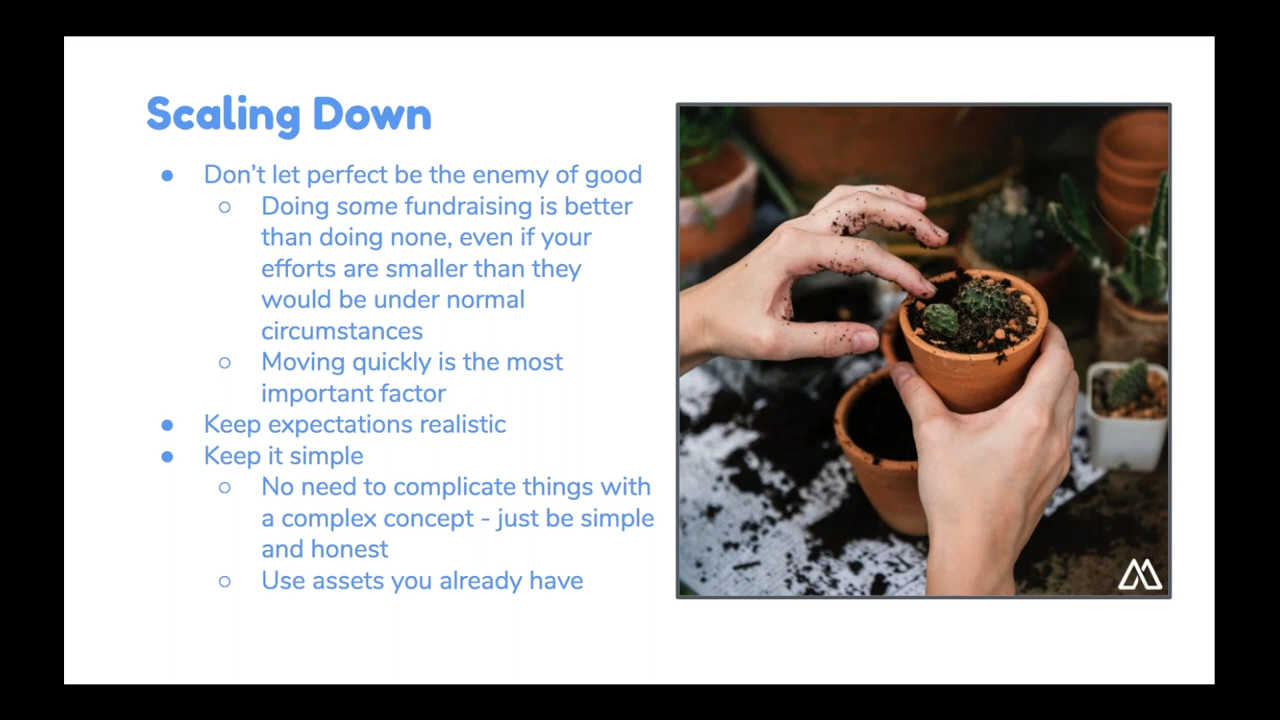 Scaling Down
● Don’t let perfect be the enemy of good
○ Doing some fundraising is better
than doing none, even if your
efforts are smaller than they
would be under normal
circumstances
○ Moving quickly is the most
important factor
● Keep expectations realistic
● Keep it simple
○ No need to complicate things with
a complex concept - just be simple
and honest
○ Use assets you already have